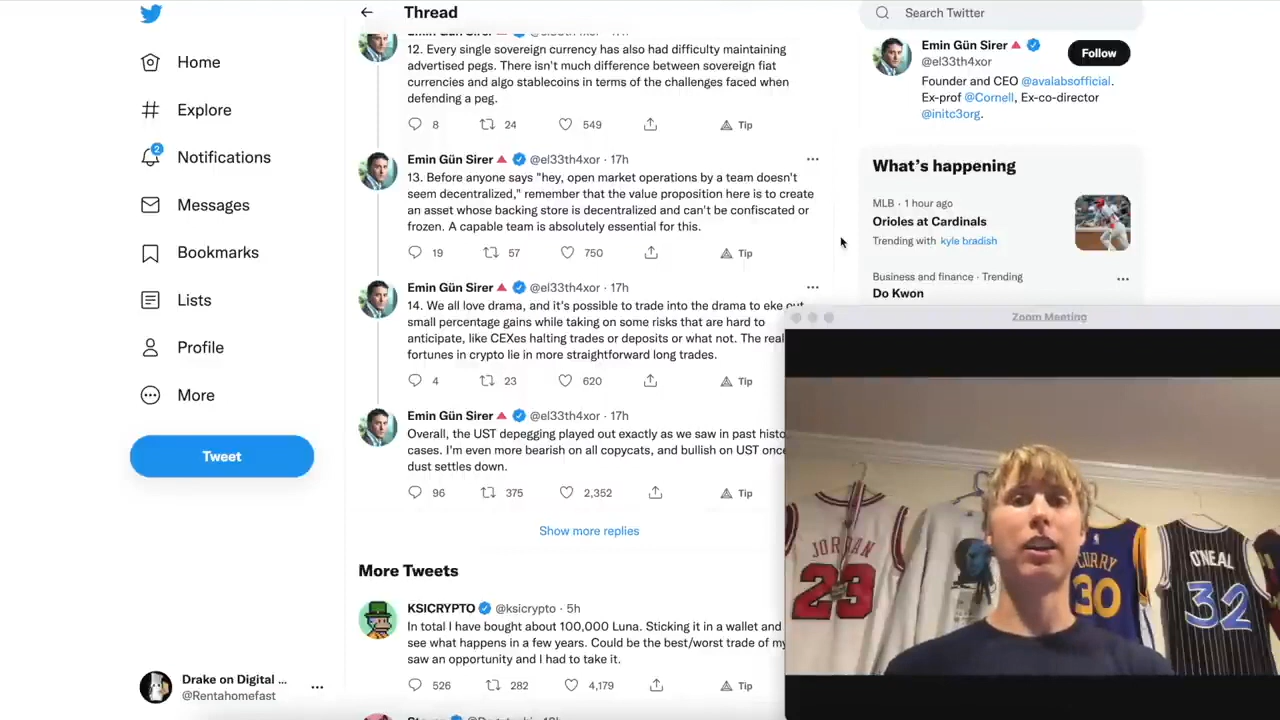 Home
Explore
2
Notifications
Messages
Bookmarks
Lists
Profile
More
Tweet
Drake on Digital ...
@Rentahomefast
Thread
12. Every single sovereign currency has also had difficulty maintaining
advertised pegs. There isn't much difference between sovereign fiat
currencies and algo stablecoins in terms of the challenges faced when
defending a peg.
8 24 549 Tip
Emin Gün Sirer @el33th4xor · 17h
13. Before anyone says "hey, open market operations by a team doesn't
seem decentralized," remember that the value proposition here is to create
an asset whose backing store is decentralized and can't be confiscated or
frozen. A capable team is absolutely essential for this.
19 57 750 Tip
Emin Gün Sirer @el33th4xor · 17h
14. We all love drama, and it's possible to trade into the drama to eke out
small percentage gains while taking on some risks that are hard to
anticipate, like CEXes halting trades or deposits or what not. The real
fortunes in crypto lie in more straightforward long trades.
4 23 620 Tip
Emin Gün Sirer @el33th4xor · 17h
Overall, the UST depegging played out exactly as we saw in past histo
cases. I'm even more bearish on all copycats, and bullish on UST once
dust settles down.
96 375 2,352 Tip
Show more replies
More Tweets
KSICRYPTO @ksicrypto · 5h
In total I have bought about 100,000 Luna. Sticking it in a wallet and
see what happens in a few years. Could be the best/worst trade of my
saw an opportunity and I had to take it.
526 282 4,179 Tip
Search Twitter
Emin Gün Sirer
@el33th4xor
Follow
Founder and CEO @avalabsofficial.
Ex-prof @Cornell, Ex-co-director
@initc3org.
What's happening
MLB · 1 hour ago
Orioles at Cardinals
Trending with kyle bradish
Business and finance · Trending
Do Kwon
Zoom Meeting
JORDAN
23
CURRY
30
O'NEAL
32